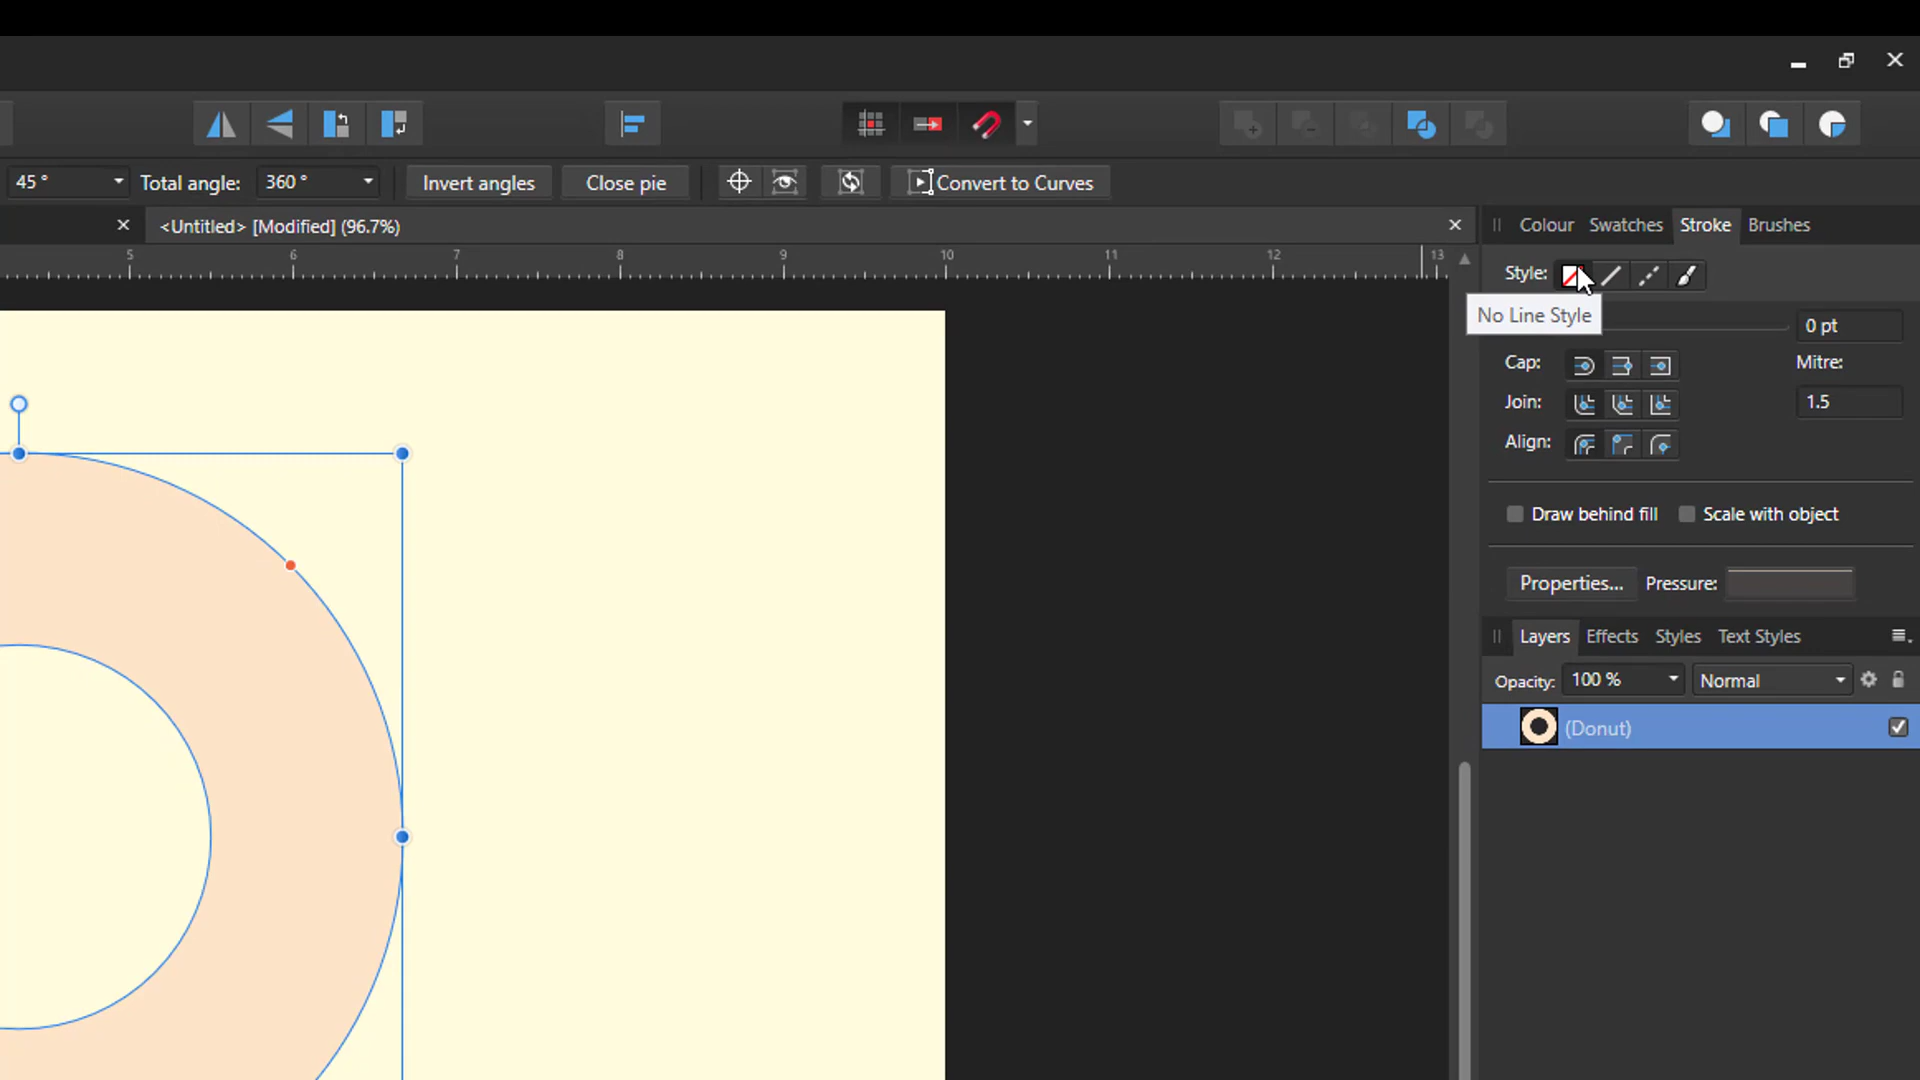 45 °
Total angle:
360 °
Invert angles
Close pie
Convert to Curves
<Untitled> [Modified] (96.7%)
5
6
7
8
9
10
11
12
13
Colour
Swatches
Stroke
Brushes
Style:
No Line Style
0 pt
Cap:
Mitre:
Join:
1.5
Align:
Draw behind fill
Scale with object
Properties...
Pressure:
Layers
Effects
Styles
Text Styles
Opacity:
100 %
Normal
(Donut)